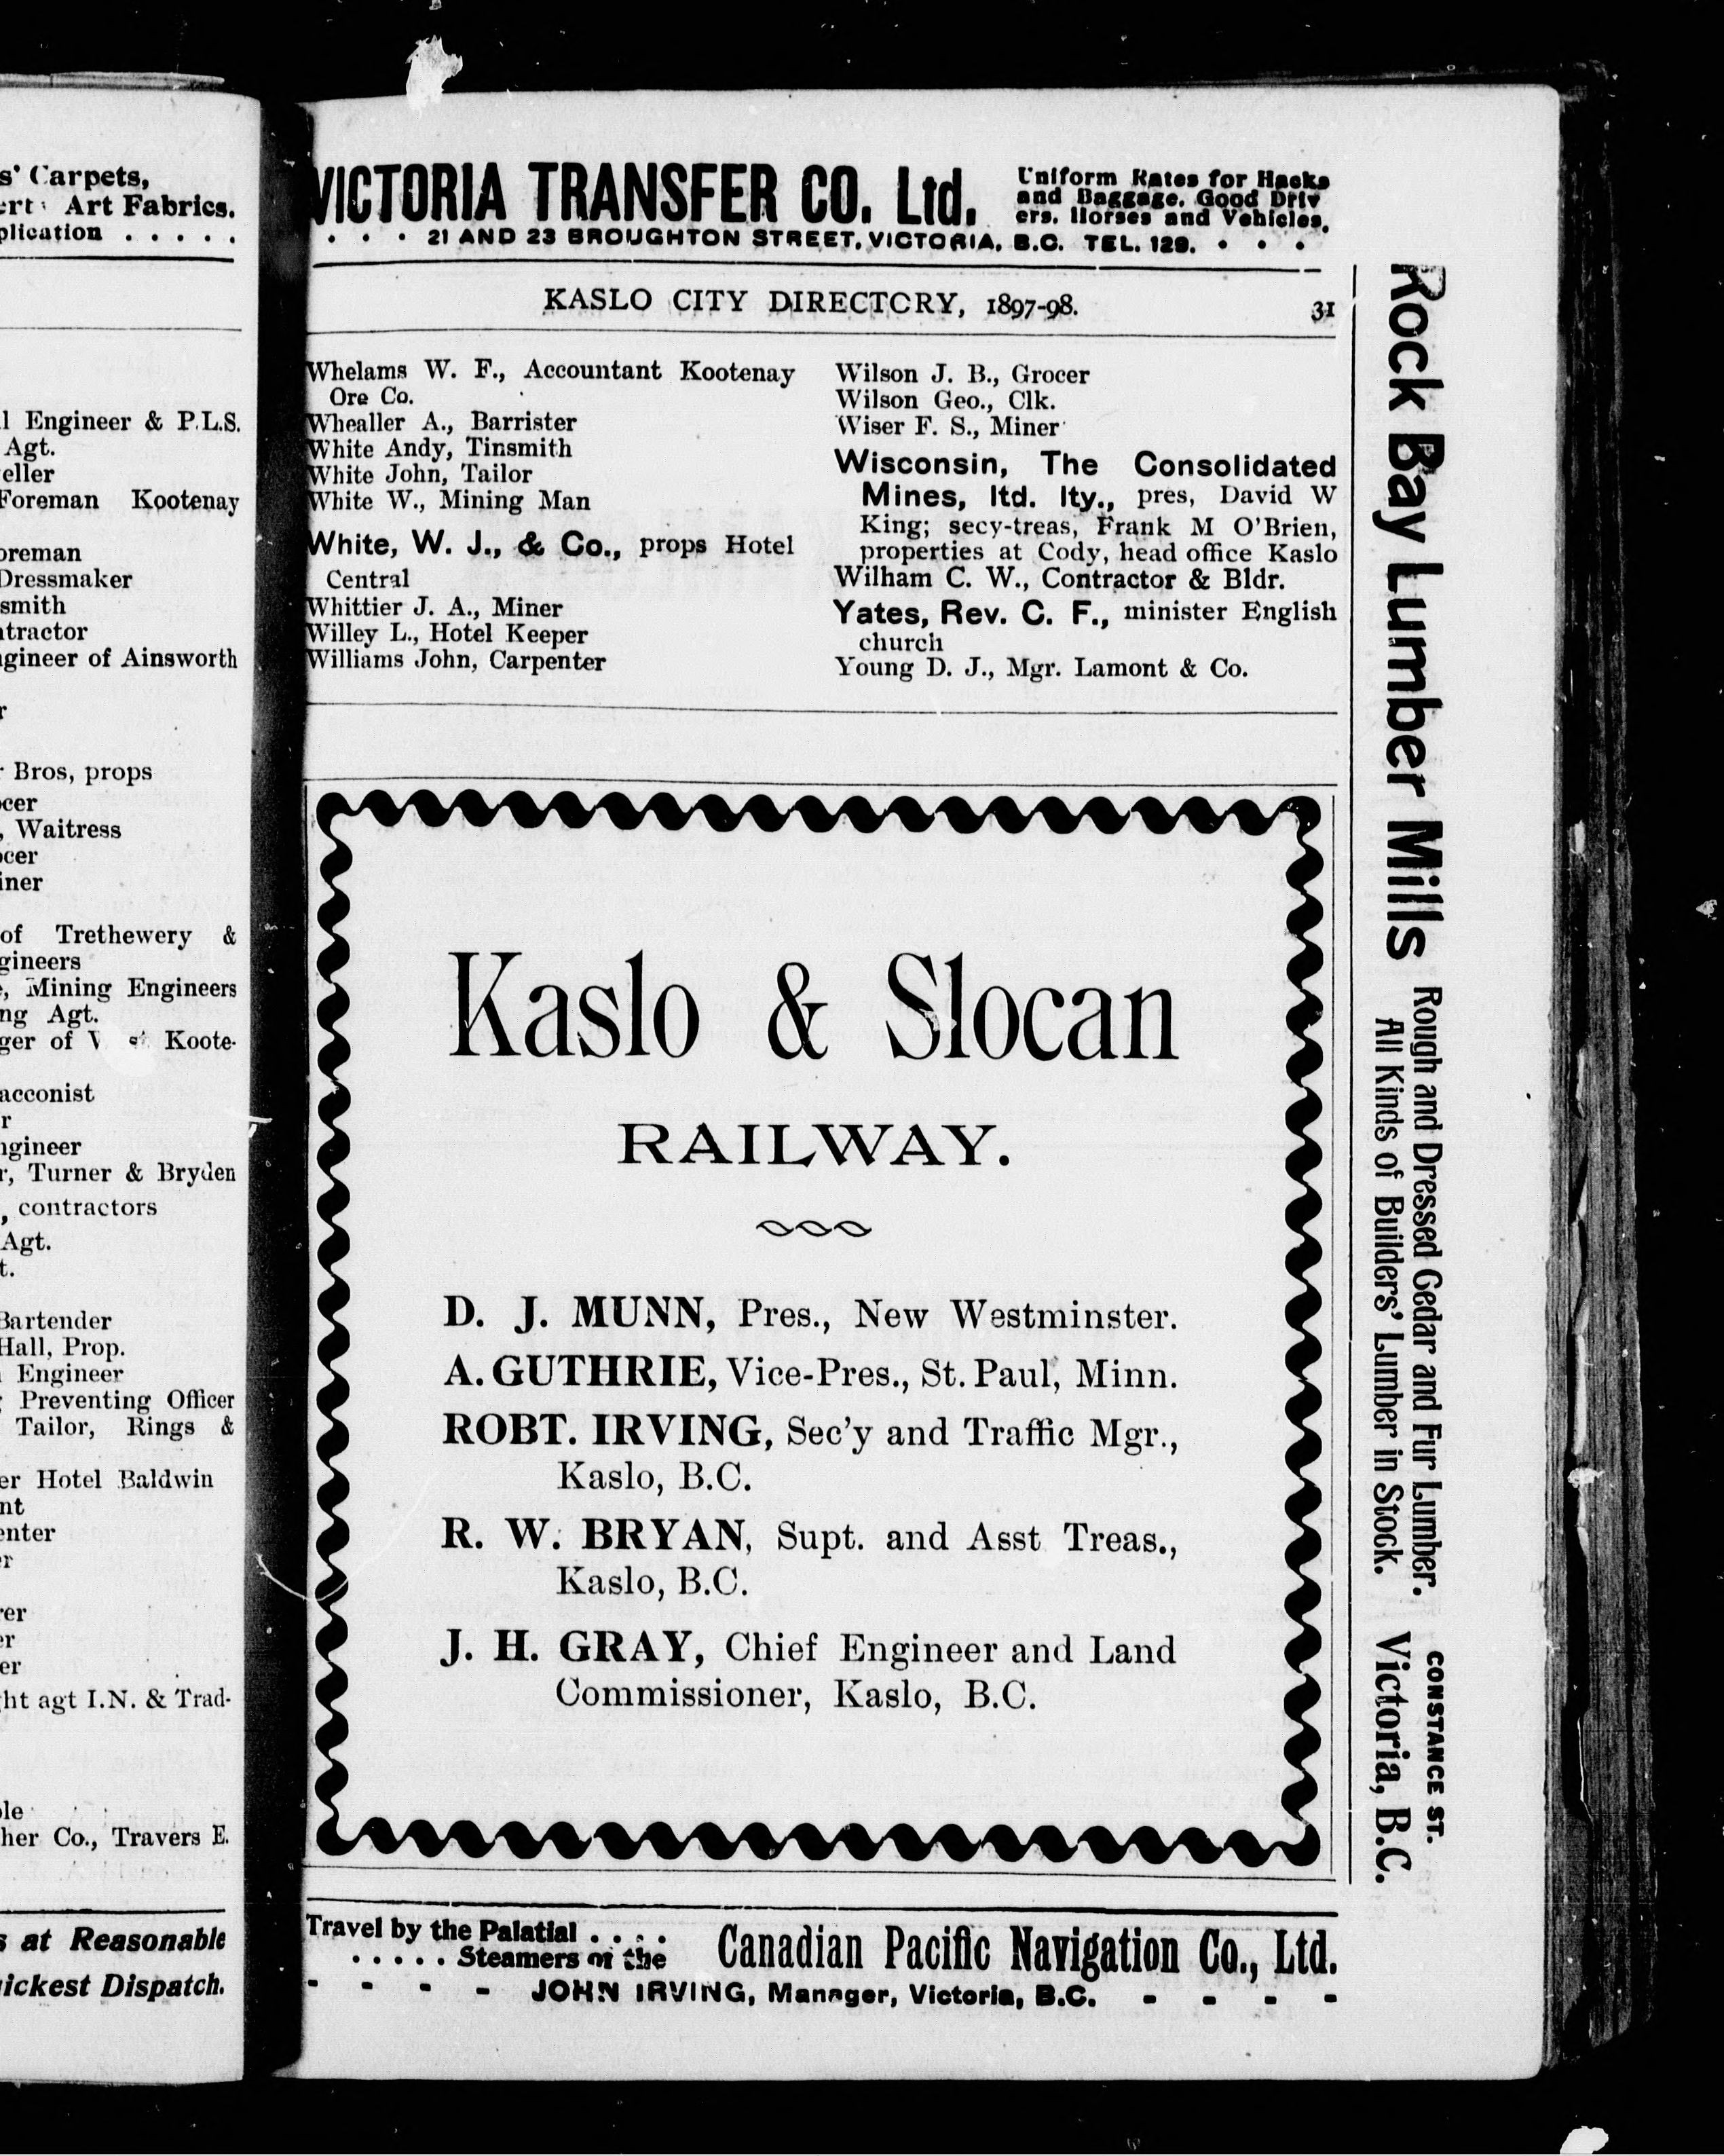 s' Carpets,
Art Fabrics.
plication . . . . .
l Engineer & P.L.S.
Agt.
eller
Foreman Kootenay
oreman
Dressmaker
smith
tractor
gineer of Ainsworth
r
r Bros, props
ocer
, Waitress
ocer
iner
of Trethewery &
gineers
e, Mining Engineers
ng Agt.
ger of Koote-
acconist
r
ngineer
r, Turner & Bryden
, contractors
Agt.
t.
Bartender
Hall, Prop.
Engineer
Preventing Officer
Tailor, Rings &
er Hotel Baldwin
nt
enter
er
rer
er
er
ht agt I.N. & Trad-
ole
her Co., Travers E.
s at Reasonable
ickest Dispatch.
VICTORIA TRANSFER CO. Ltd.
Uniform Rates for Hacks
and Baggage. Good Driv
ers. Horses and Vehicles.
. . . 21 AND 23 BROUGHTON STREET, VICTORIA, B.C. TEL. 129. . . .
KASLO CITY DIRECTORY, 1897-98. 31
Whelams W. F., Accountant Kootenay
Ore Co.
Whealler A., Barrister
White Andy, Tinsmith
White John, Tailor
White W., Mining Man
White, W. J., & Co., props Hotel
Central
Whittier J. A., Miner
Willey L., Hotel Keeper
Williams John, Carpenter
Wilson J. B., Grocer
Wilson Geo., Clk.
Wiser F. S., Miner
Wisconsin, The Consolidated
Mines, ltd. lty., pres, David W
King; secy-treas, Frank M O'Brien,
properties at Cody, head office Kaslo
Wilham C. W., Contractor & Bldr.
Yates, Rev. C. F., minister English
church
Young D. J., Mgr. Lamont & Co.
Kaslo & Slocan
RAILWAY.
D. J. MUNN, Pres., New Westminster.
A. GUTHRIE, Vice-Pres., St. Paul, Minn.
ROBT. IRVING, Sec'y and Traffic Mgr.,
Kaslo, B.C.
R. W. BRYAN, Supt. and Asst Treas.,
Kaslo, B.C.
J. H. GRAY, Chief Engineer and Land
Commissioner, Kaslo, B.C.
Travel by the Palatial . . . .
. . . . . Steamers of the
Canadian Pacific Navigation Co., Ltd.
- - - - JOHN IRVING, Manager, Victoria, B.C. - - - -
Rock Bay Lumber Mills
Rough and Dressed Cedar and Fur Lumber.
All Kinds of Builders' Lumber in Stock.
CONSTANCE ST.
Victoria, B.C.